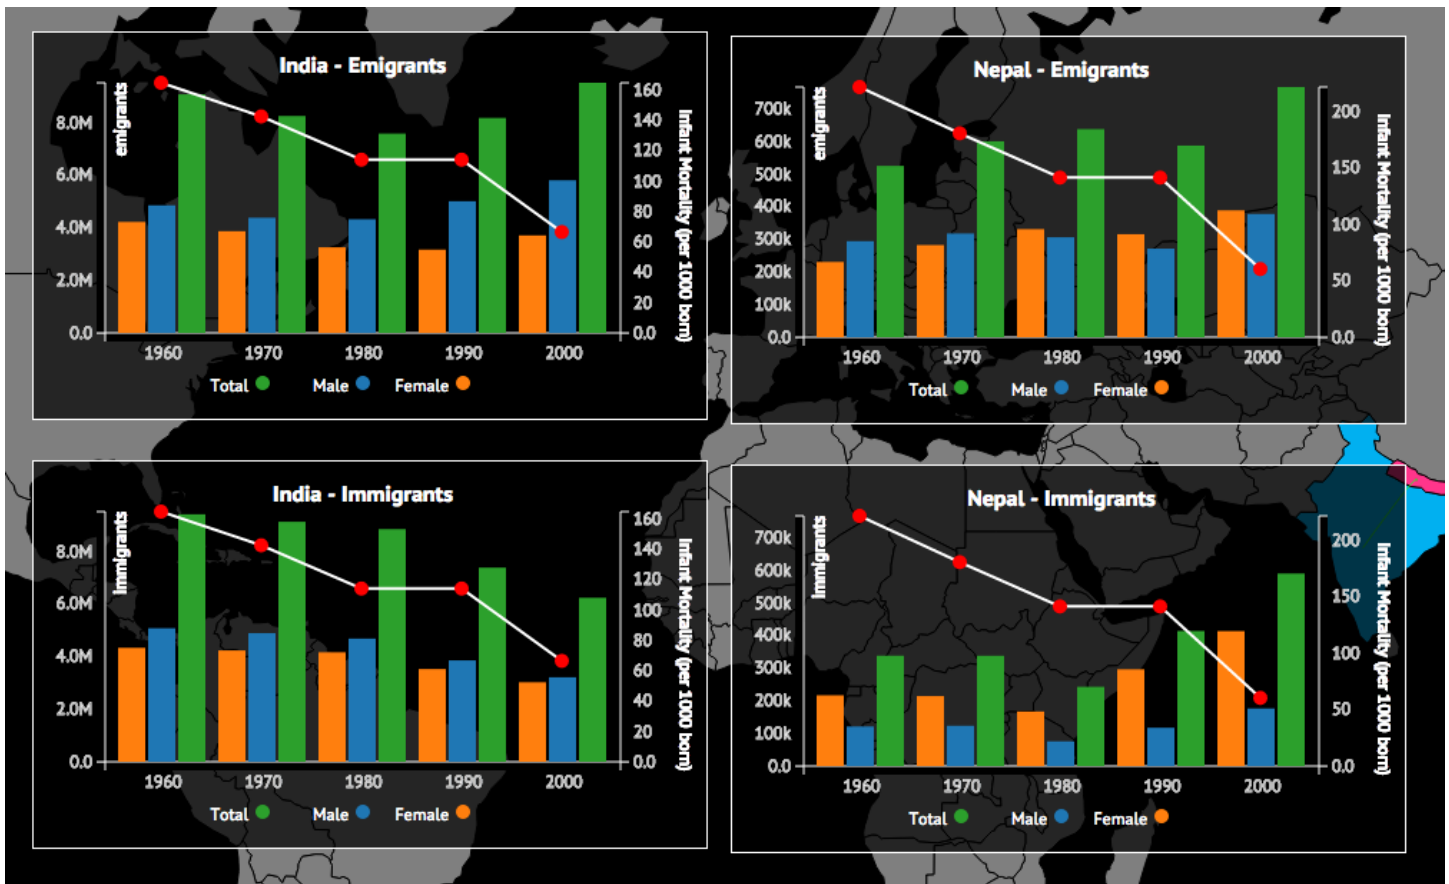 India - Emigrants
emigrants
8.0M
6.0M
4.0M
2.0M
0.0
160
140
120
100
80
60
40
20
0.0
Infant Mortality (per 1000 born)
1960 1970 1980 1990 2000
Total Male Female
Nepal - Emigrants
emigrants
700k
600k
500k
400k
300k
200k
100k
0.0
200
150
100
50
0.0
Infant Mortality (per 1000 born)
1960 1970 1980 1990 2000
Total Male Female
India - Immigrants
immigrants
8.0M
6.0M
4.0M
2.0M
0.0
160
140
120
100
80
60
40
20
0.0
Infant Mortality (per 1000 born)
1960 1970 1980 1990 2000
Total Male Female
Nepal - Immigrants
immigrants
700k
600k
500k
400k
300k
200k
100k
0.0
200
150
100
50
0.0
Infant Mortality (per 1000 born)
1960 1970 1980 1990 2000
Total Male Female